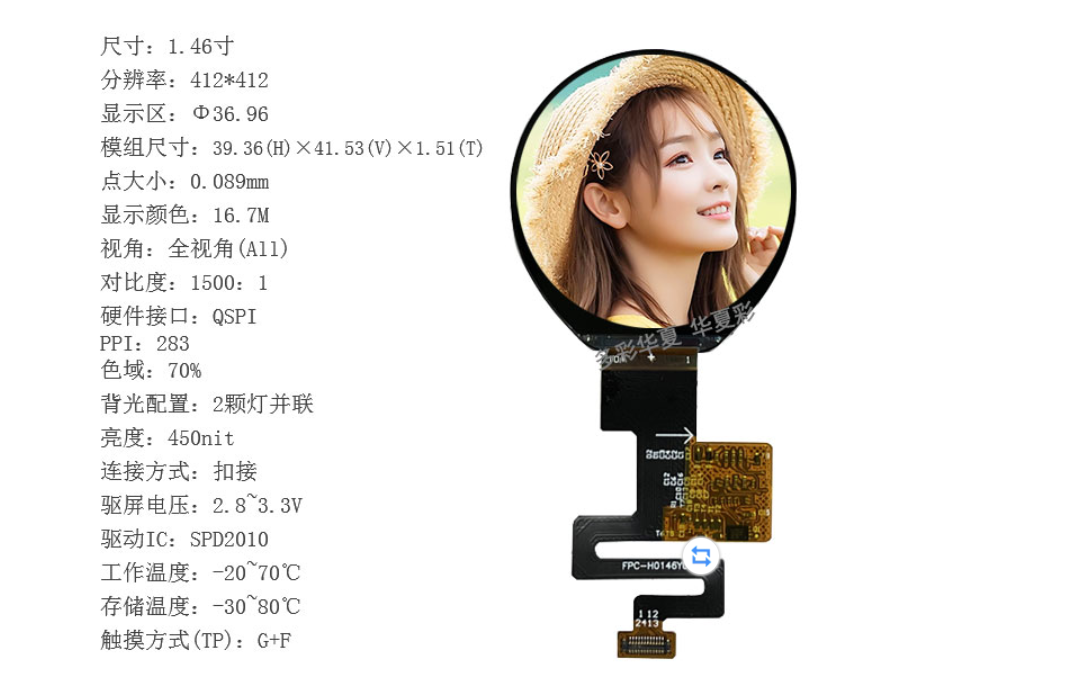 尺寸：1.46寸
分辨率：412*412
显示区：Φ36.96
模组尺寸：39.36(H)×41.53(V)×1.51(T)
点大小：0.089mm
显示颜色：16.7M
视角：全视角(All)
对比度：1500：1
硬件接口：QSPI
PPI：283
色域：70%
背光配置：2颗灯并联
亮度：450nit
连接方式：扣接
驱屏电压：2.8~3.3V
驱动IC：SPD2010
工作温度：-20~70℃
存储温度：-30~80℃
触摸方式(TP)：G+F
多彩华夏 华夏彩
1
FPC-H0146Y
1 12
2413